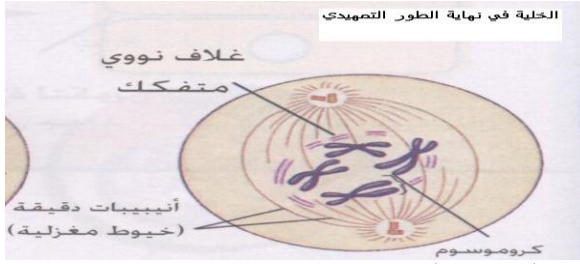 الخلية في نهاية الطور التمهيدي
غلاف نووي
متفكك
أنيبيبات دقيقة
(خيوط مغزلية)
كروموسوم